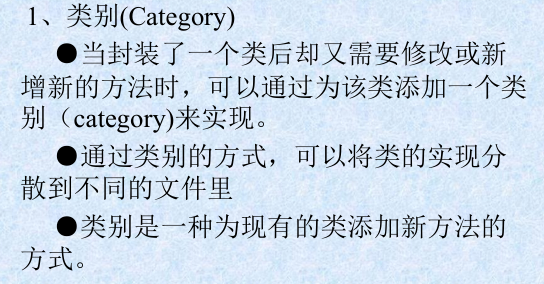 1、类别(Category)
●当封装了一个类后却又需要修改或新
增新的方法时，可以通过为该类添加一个类
别（category)来实现。
●通过类别的方式，可以将类的实现分
散到不同的文件里
●类别是一种为现有的类添加新方法的
方式。